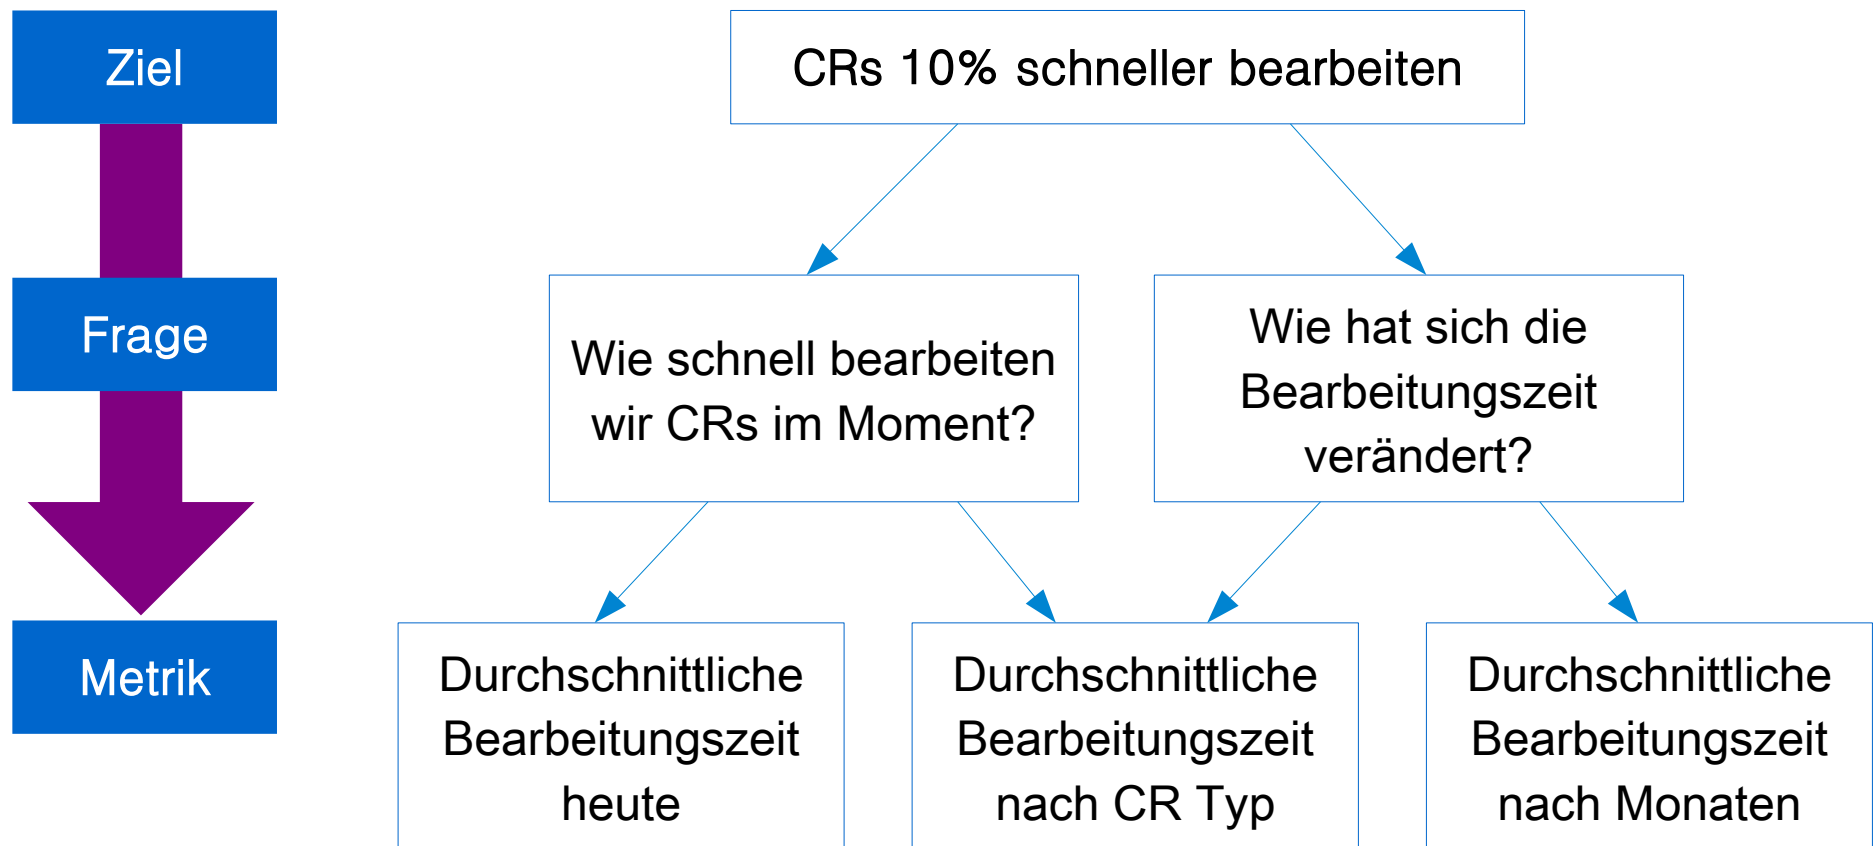 Ziel
CRs 10% schneller bearbeiten
Frage
Wie schnell bearbeiten
wir CRs im Moment?
Wie hat sich die
Bearbeitungszeit
verändert?
Metrik
Durchschnittliche
Bearbeitungszeit
heute
Durchschnittliche
Bearbeitungszeit
nach CR Typ
Durchschnittliche
Bearbeitungszeit
nach Monaten